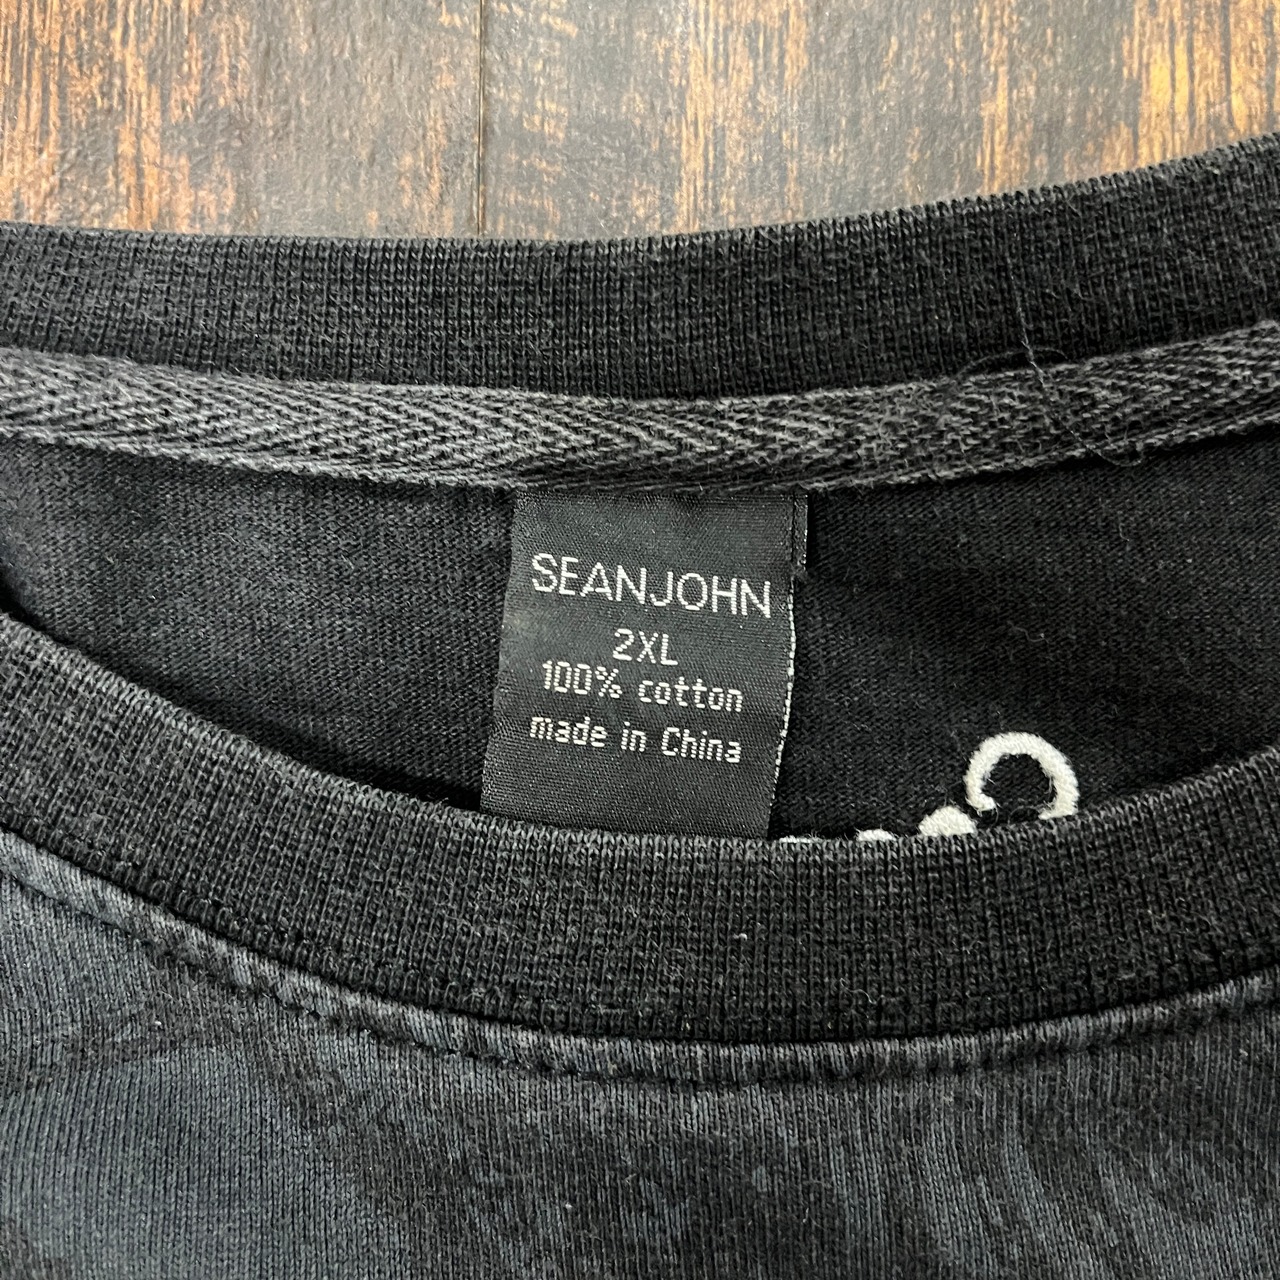 SEANJOHN
2XL
100% cotton
made in China